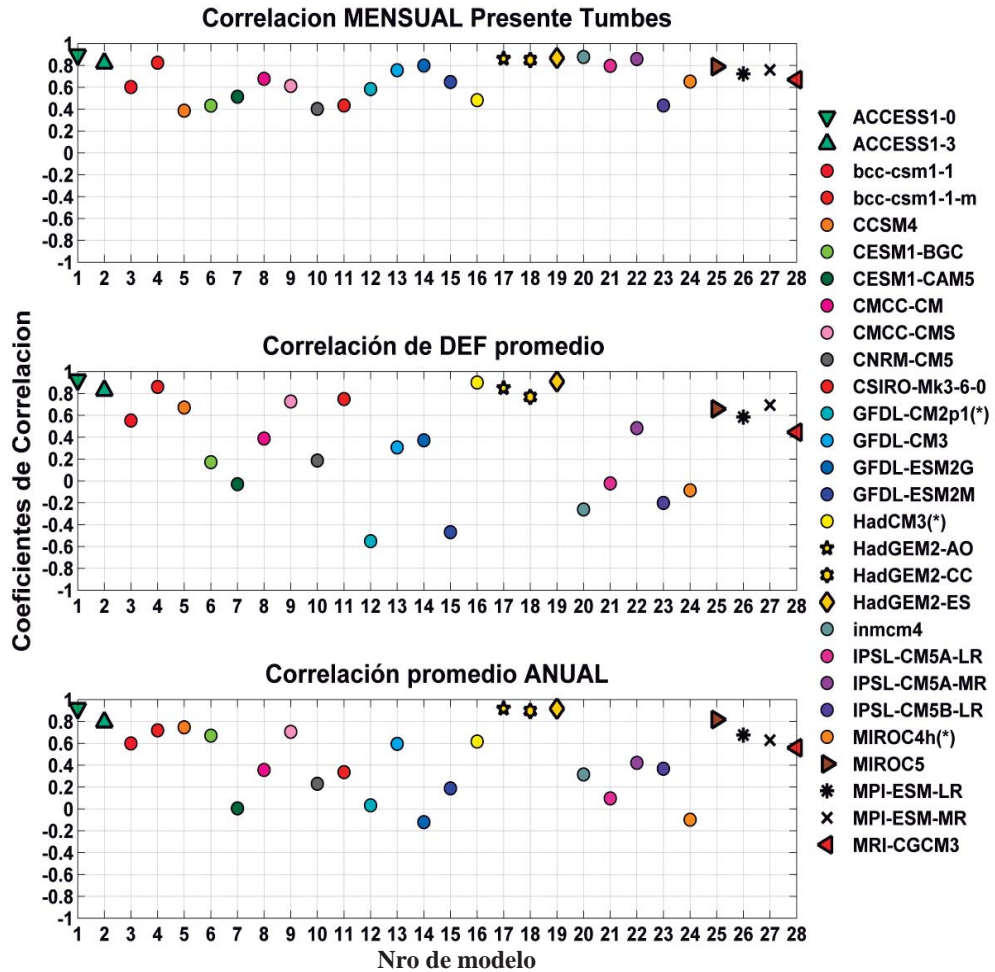 Correlacion MENSUAL Presente Tumbes
1
0.8
0.6
0.4
0.2
0
-0.2
-0.4
-0.6
-0.8
-1
1 2 3 4 5 6 7 8 9 10 11 12 13 14 15 16 17 18 19 20 21 22 23 24 25 26 27 28
Correlación de DEF promedio
1
0.8
0.6
0.4
0.2
0
-0.2
-0.4
-0.6
-0.8
-1
1 2 3 4 5 6 7 8 9 10 11 12 13 14 15 16 17 18 19 20 21 22 23 24 25 26 27 28
Correlación promedio ANUAL
1
0.8
0.6
0.4
0.2
0
-0.2
-0.4
-0.6
-0.8
-1
1 2 3 4 5 6 7 8 9 10 11 12 13 14 15 16 17 18 19 20 21 22 23 24 25 26 27 28
Nro de modelo
Coeficientes de Correlacion
ACCESS1-0
ACCESS1-3
bcc-csm1-1
bcc-csm1-1-m
CCSM4
CESM1-BGC
CESM1-CAM5
CMCC-CM
CMCC-CMS
CNRM-CM5
CSIRO-Mk3-6-0
GFDL-CM2p1(*)
GFDL-CM3
GFDL-ESM2G
GFDL-ESM2M
HadCM3(*)
HadGEM2-AO
HadGEM2-CC
HadGEM2-ES
inmcm4
IPSL-CM5A-LR
IPSL-CM5A-MR
IPSL-CM5B-LR
MIROC4h(*)
MIROC5
MPI-ESM-LR
MPI-ESM-MR
MRI-CGCM3